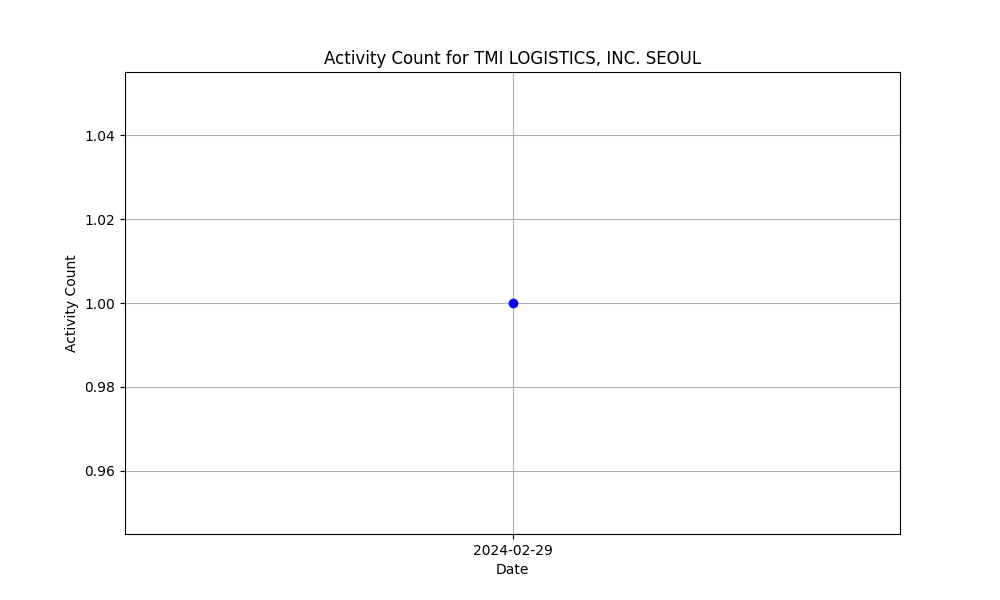 Activity Count for TMI LOGISTICS, INC. SEOUL
1.04
1.02
1.00
0.98
0.96
Activity Count
2024-02-29
Date